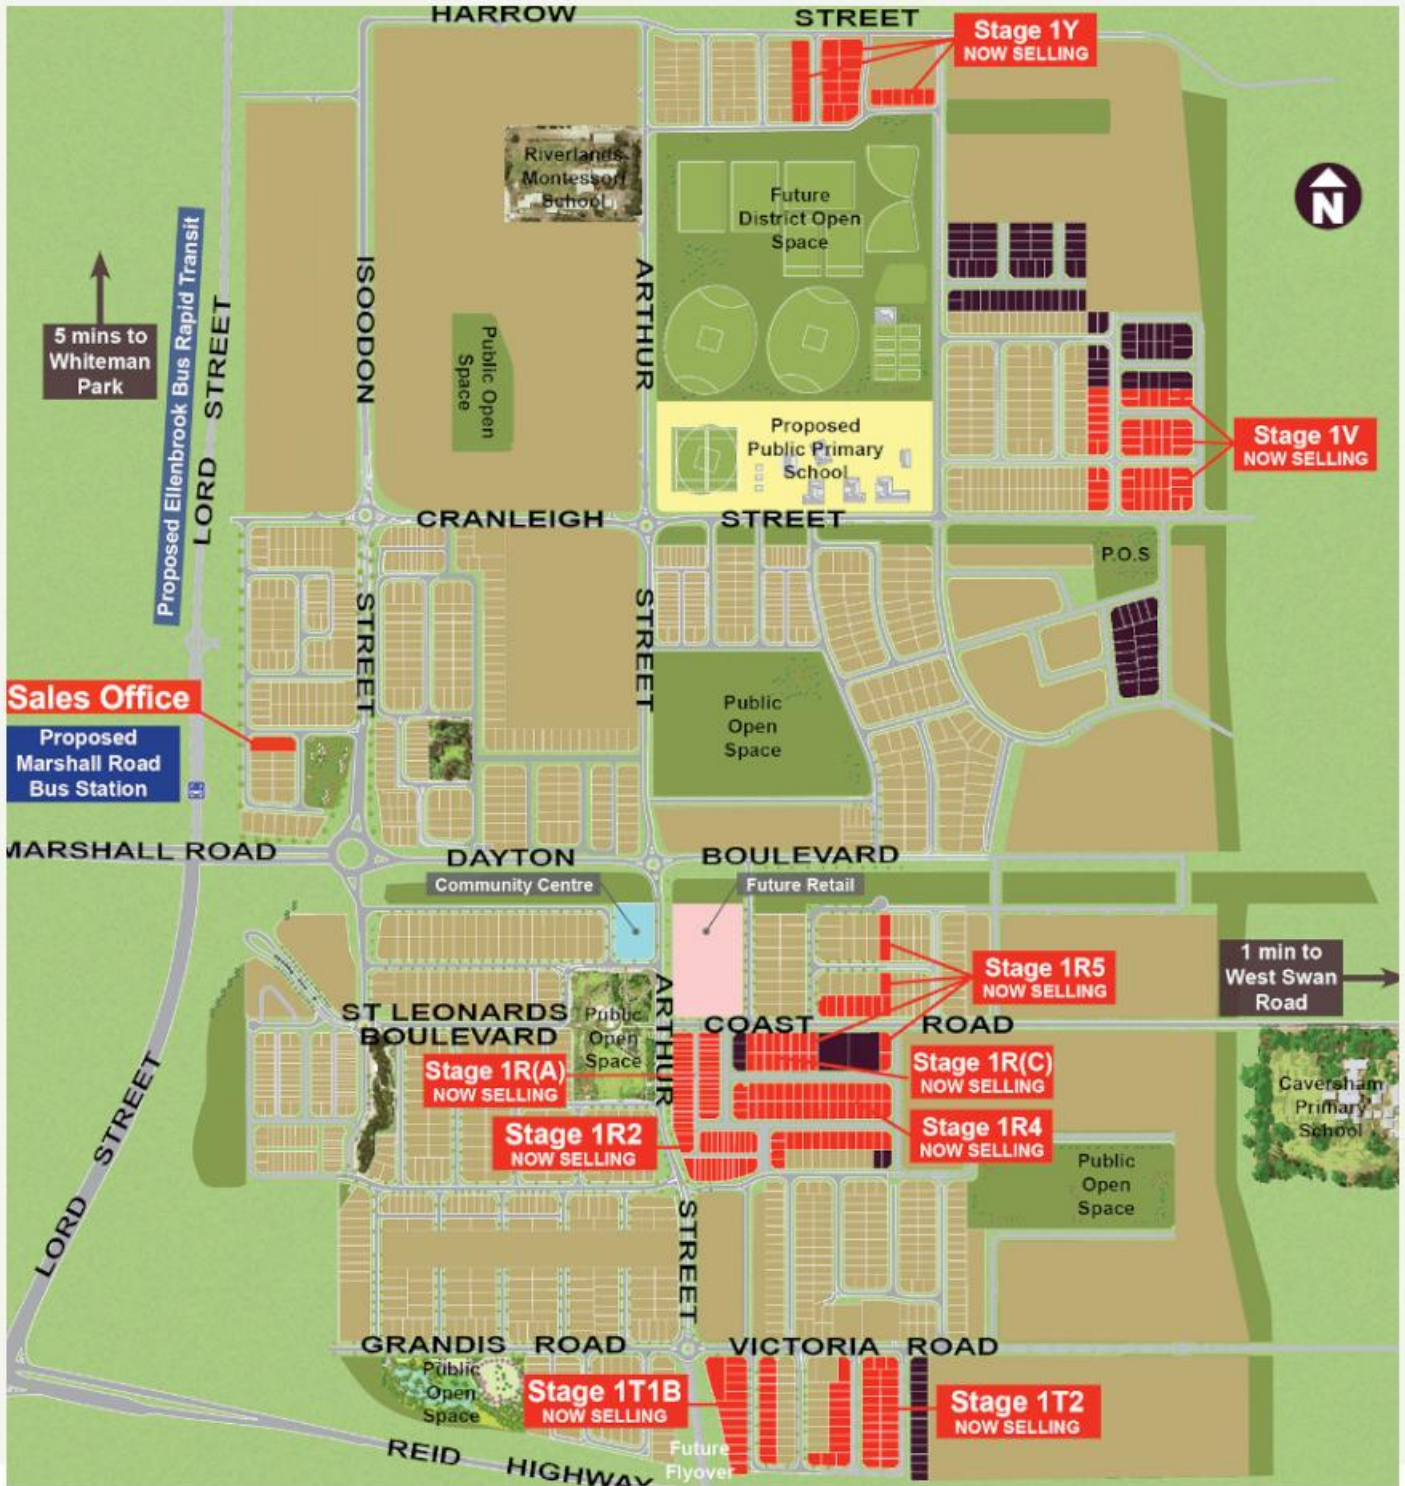 HARROW
STREET
Stage 1Y
NOW SELLING
Riverlands
Montessori
School
Future
District Open
Space
N
Proposed Ellenbrook Bus Rapid Transit
LORD STREET
ISOODON
ARTHUR
5 mins to
Whiteman
Park
Public Open
Space
Proposed
Public Primary
School
Stage 1V
NOW SELLING
CRANLEIGH
STREET
P.O.S
STREET
STREET
Sales Office
Proposed
Marshall Road
Bus Station
Public
Open
Space
MARSHALL ROAD
DAYTON
BOULEVARD
Community Centre
Future Retail
1 min to
West Swan
Road
Stage 1R5
NOW SELLING
ST LEONARDS
BOULEVARD
Public
Open
Space
ARTHUR
COAST
ROAD
Stage 1R(A)
NOW SELLING
Stage 1R(C)
NOW SELLING
Caversham
Primary
School
Stage 1R2
NOW SELLING
Stage 1R4
NOW SELLING
Public
Open
Space
LORD STREET
STREET
GRANDIS ROAD
VICTORIA ROAD
Public
Open
Space
Stage 1T1B
NOW SELLING
Stage 1T2
NOW SELLING
REID HIGHWAY
Future
Flyover